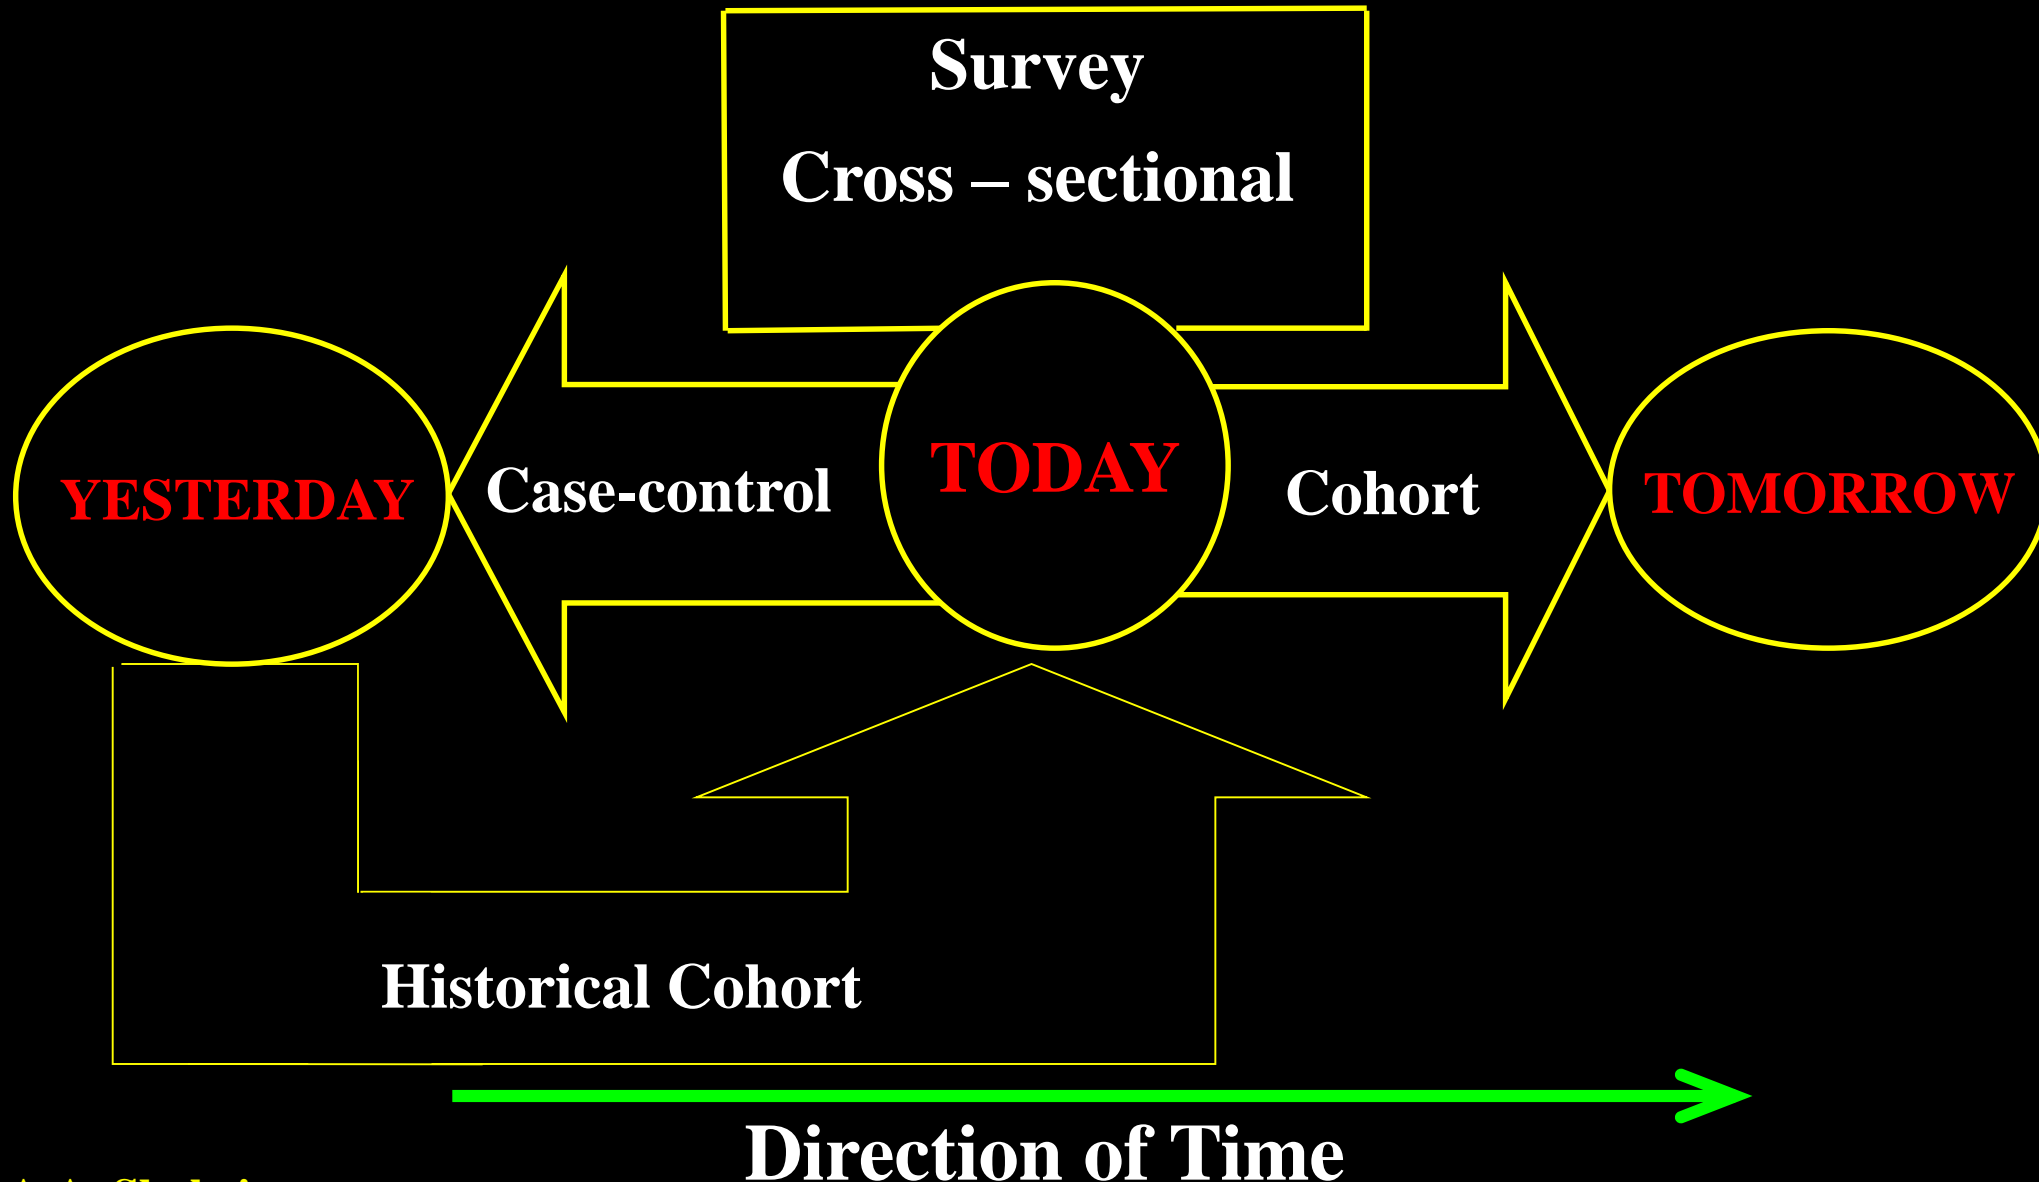 Survey
Cross – sectional
YESTERDAY
Case-control
TODAY
Cohort
TOMORROW
Historical Cohort
Direction of Time